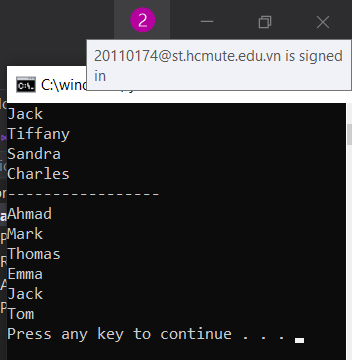 2
20110174@st.hcmute.edu.vn is signed
in
C:\wind
Jack
Tiffany
Sandra
Charles
-----------------
Ahmad
Mark
Thomas
Emma
Jack
Tom
Press any key to continue . . .